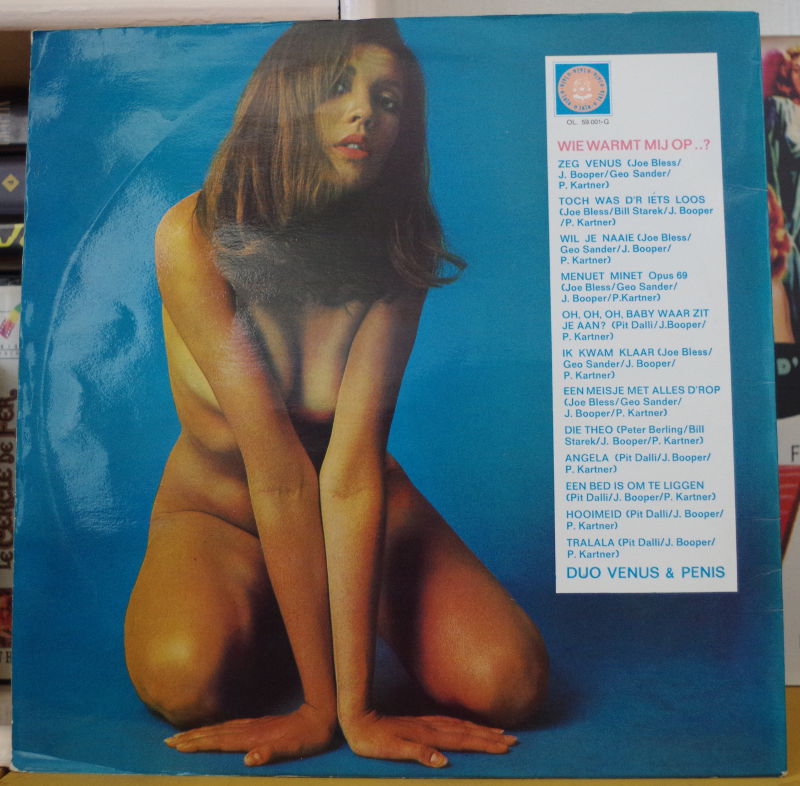 OL. 59 001-G
WIE WARMT MIJ OP..?
ZEG VENUS (Joe Bless/
J. Booper/Geo Sander/
P. Kartner)
TOCH WAS D'R IÉTS LOOS
(Joe Bless/Bill Starek/J. Booper
/P. Kartner)
WIL JE NAAIE (Joe Bless/
Geo Sander/J. Booper/
P. Kartner)
MENUET MINET Opus 69
(Joe Bless/Geo Sander/
J. Booper/P.Kartner)
OH, OH, OH, BABY WAAR ZIT
JE AAN? (Pit Dalli/J.Booper/
P. Kartner)
IK KWAM KLAAR (Joe Bless/
Geo Sander/J. Booper/
P. Kartner)
EEN MEISJE MET ALLES D'ROP
(Joe Bless/Geo Sander/
J. Booper/P. Kartner)
DIE THEO (Peter Berling/Bill
Starek/J. Booper/P. Kartner)
ANGELA (Pit Dalli/J. Booper/
P. Kartner)
EEN BED IS OM TE LIGGEN
(Pit Dalli/J. Booper/P. Kartner)
HOOIMEID (Pit Dalli/J. Booper/
P. Kartner)
TRALALA (Pit Dalli/J. Booper/
P. Kartner)
DUO VENUS & PENIS
LE CERCLE DE FER